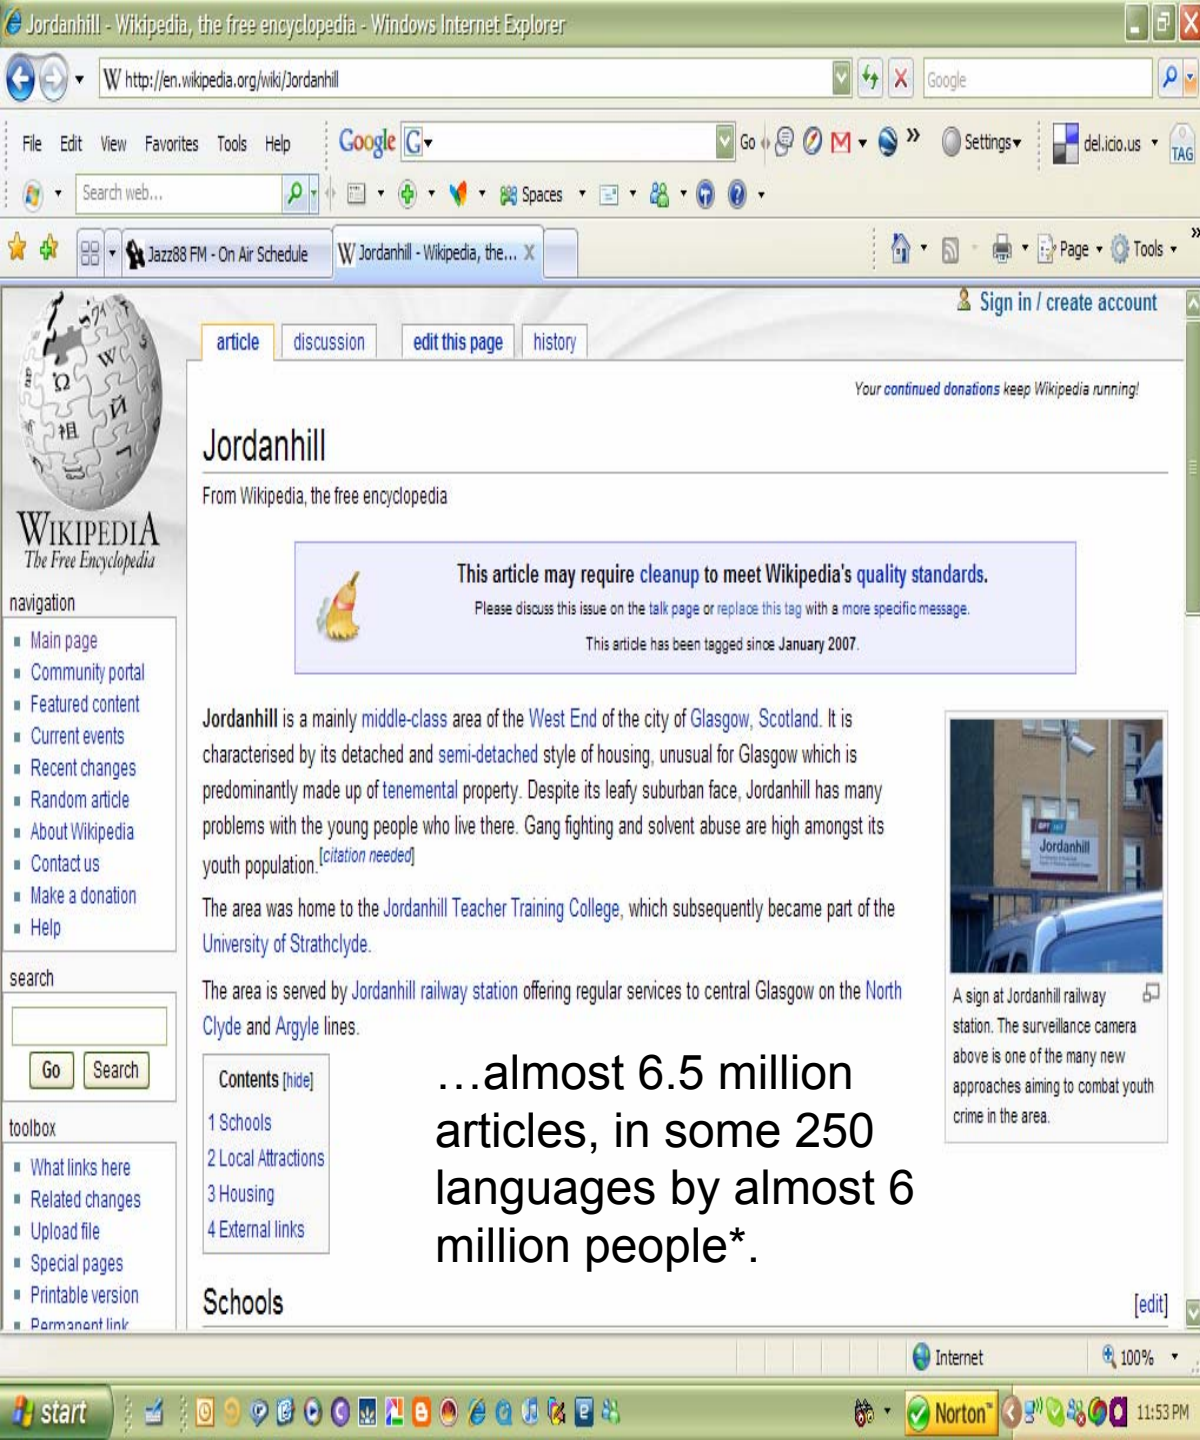 Jordanhill - Wikipedia, the free encyclopedia - Windows Internet Explorer
http://en.wikipedia.org/wiki/Jordanhill
Google
File Edit View Favorites Tools Help
Google
Go
Settings
del.icio.us
TAG
Search web...
Spaces
Jazz88 FM - On Air Schedule
Jordanhill - Wikipedia, the...
Page
Tools
Sign in / create account
article
discussion
edit this page
history
Your continued donations keep Wikipedia running!
Jordanhill
From Wikipedia, the free encyclopedia
WIKIPEDIA
The Free Encyclopedia
This article may require cleanup to meet Wikipedia's quality standards.
Please discuss this issue on the talk page or replace this tag with a more specific message.
This article has been tagged since January 2007.
navigation
Main page
Community portal
Featured content
Current events
Recent changes
Random article
About Wikipedia
Contact us
Make a donation
Help
search
Go
Search
toolbox
What links here
Related changes
Upload file
Special pages
Printable version
Permanent link
Jordanhill is a mainly middle-class area of the West End of the city of Glasgow, Scotland. It is
characterised by its detached and semi-detached style of housing, unusual for Glasgow which is
predominantly made up of tenemental property. Despite its leafy suburban face, Jordanhill has many
problems with the young people who live there. Gang fighting and solvent abuse are high amongst its
youth population.[citation needed]
The area was home to the Jordanhill Teacher Training College, which subsequently became part of the
University of Strathclyde.
The area is served by Jordanhill railway station offering regular services to central Glasgow on the North
Clyde and Argyle lines.
Jordanhill
A sign at Jordanhill railway
station. The surveillance camera
above is one of the many new
approaches aiming to combat youth
crime in the area.
Contents [hide]
1 Schools
2 Local Attractions
3 Housing
4 External links
…almost 6.5 million
articles, in some 250
languages by almost 6
million people*.
Schools
[edit]
Internet
100%
start
Norton™
11:53 PM